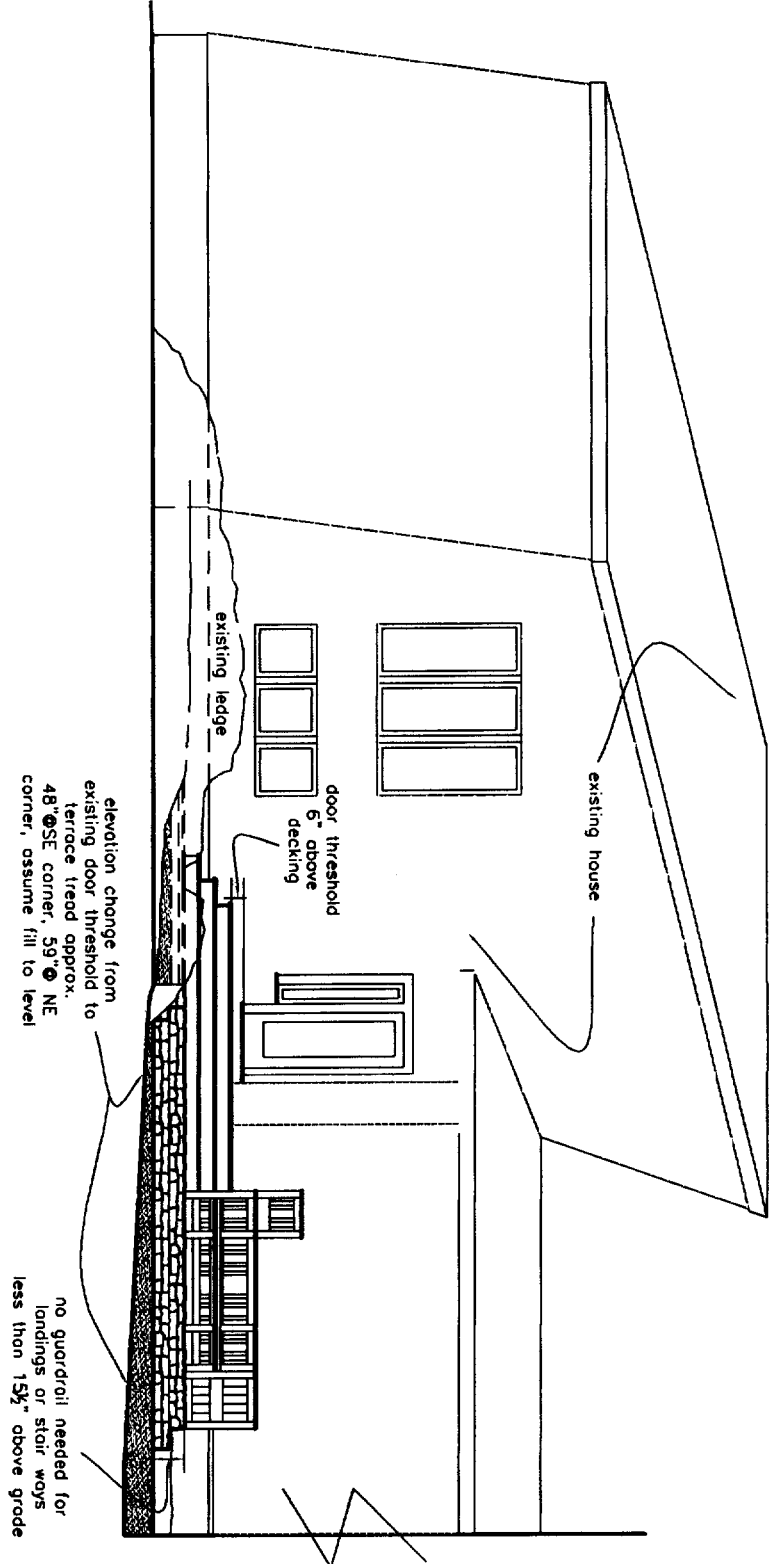 existing house
door threshold
6" above
decking
existing ledge
elevation change from
existing door threshold to
terrace tread approx.
48"@SE corner, 59"@ NE
corner, assume fill to level
no guardrail needed for
landings or stair ways
less than 15½" above grade